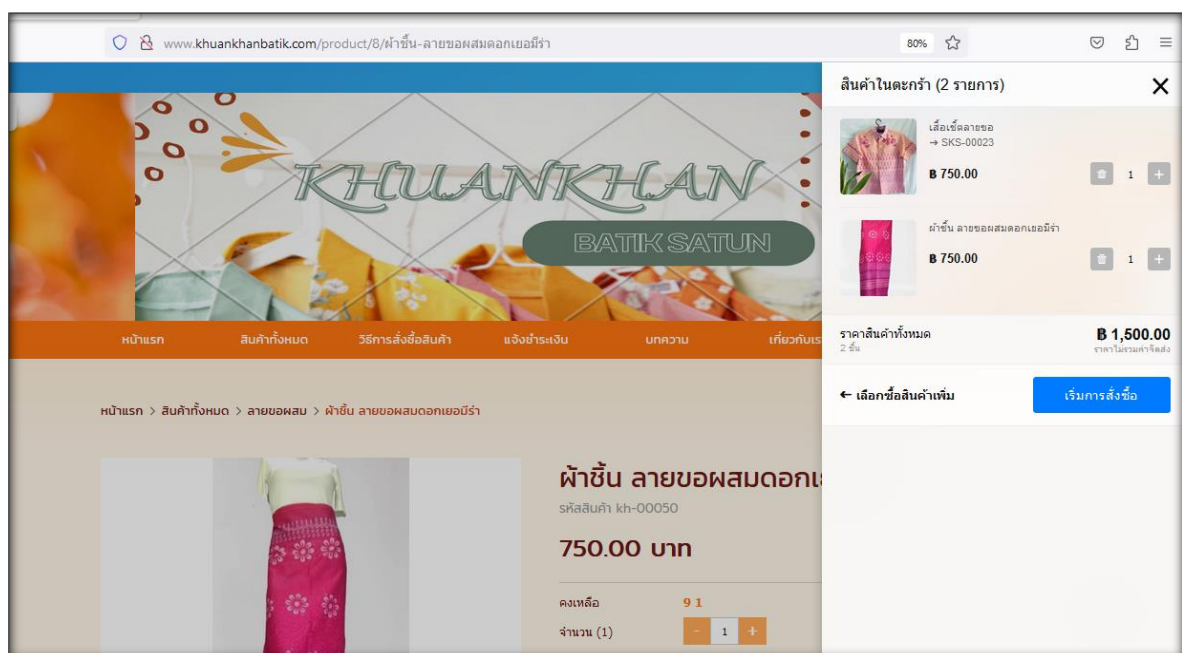 www.khuankhanbatik.com/product/8/ผ้าชิ้น-ลายขอผสมดอกเยอมีร่า
80%
KHUANKHAN
BATIK SATUN
หน้าแรก สินค้าทั้งหมด วิธีการสั่งซื้อสินค้า แจ้งชำระเงิน บทความ เกี่ยวกับเร
หน้าแรก > สินค้าทั้งหมด > ลายขอผสม > ผ้าชิ้น ลายขอผสมดอกเยอมีร่า
ผ้าชิ้น ลายขอผสมดอกเ
รหัสสินค้า kh-00050
750.00 บาท
คงเหลือ 9 1
จำนวน (1) - 1 +
สินค้าในตะกร้า (2 รายการ)
เสื้อเชิ้ตลายขอ
→ SKS-00023
฿ 750.00 1 +
ผ้าชิ้น ลายขอผสมดอกเยอมีร่า
฿ 750.00 1 +
ราคาสินค้าทั้งหมด ฿ 1,500.00
2 ชิ้น ราคาไม่รวมค่าจัดส่ง
← เลือกซื้อสินค้าเพิ่ม เริ่มการสั่งซื้อ